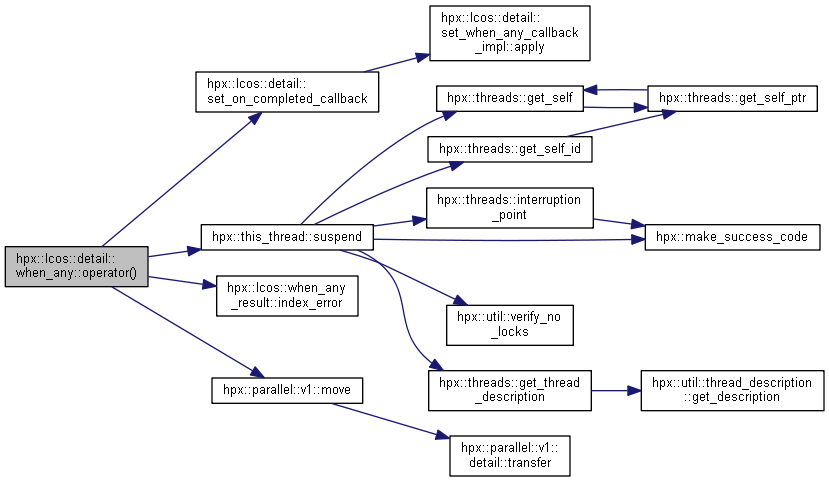 hpx::lcos::detail::
set_when_any_callback
_impl::apply
hpx::lcos::detail::
set_on_completed_callback
hpx::threads::get_self
hpx::threads::get_self_ptr
hpx::threads::get_self_id
hpx::threads::interruption
_point
hpx::this_thread::suspend
hpx::make_success_code
hpx::lcos::detail::
when_any::operator()
hpx::lcos::when_any
_result::index_error
hpx::util::verify_no
_locks
hpx::parallel::v1::move
hpx::threads::get_thread
_description
hpx::util::thread_description
::get_description
hpx::parallel::v1::
detail::transfer